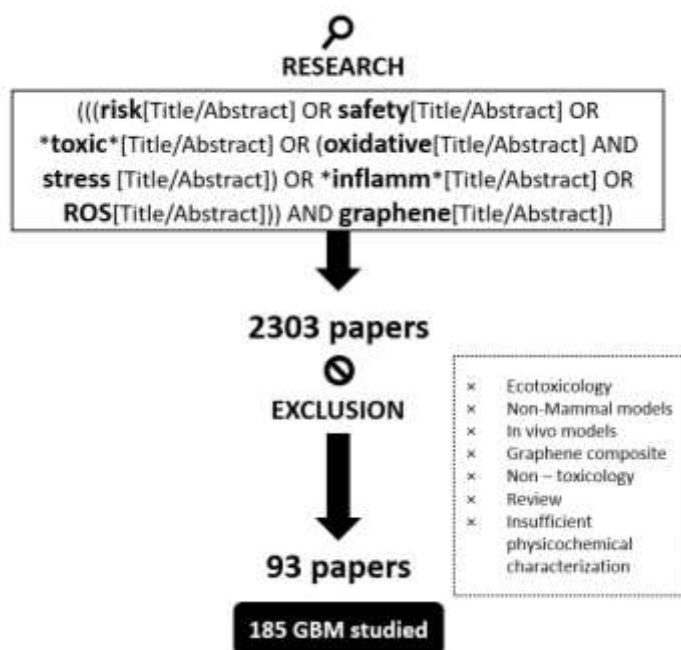 RESEARCH
(((risk[Title/Abstract] OR safety[Title/Abstract] OR
*toxic*[Title/Abstract] OR (oxidative[Title/Abstract] AND
stress [Title/Abstract]) OR *inflamm*[Title/Abstract] OR
ROS[Title/Abstract])) AND graphene[Title/Abstract])
2303 papers
EXCLUSION
× Ecotoxicology
× Non-Mammal models
× In vivo models
× Graphene composite
× Non – toxicology
× Review
× Insufficient
physicochemical
characterization
93 papers
185 GBM studied